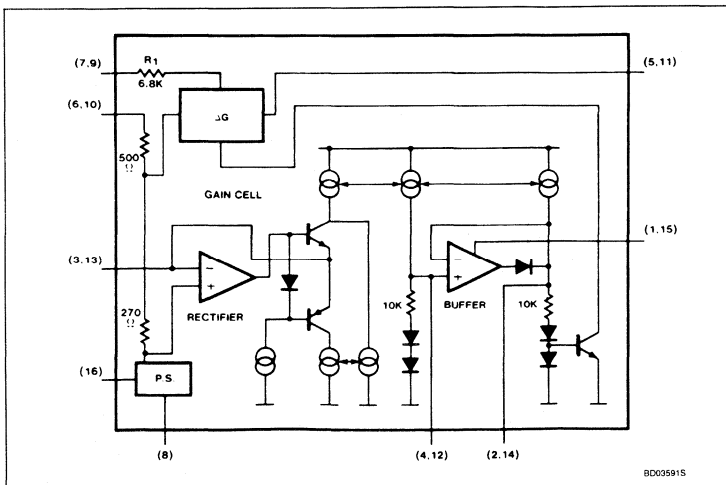 (7,9)
R1
6.8K
(5,11)
(6,10)
ΔG
500
Ω
GAIN CELL
(1,15)
(3,13)
−
+
−
+
10K
BUFFER
10K
RECTIFIER
270
Ω
(16)
P.S.
(8)
(4,12)
(2,14)
BD03591S